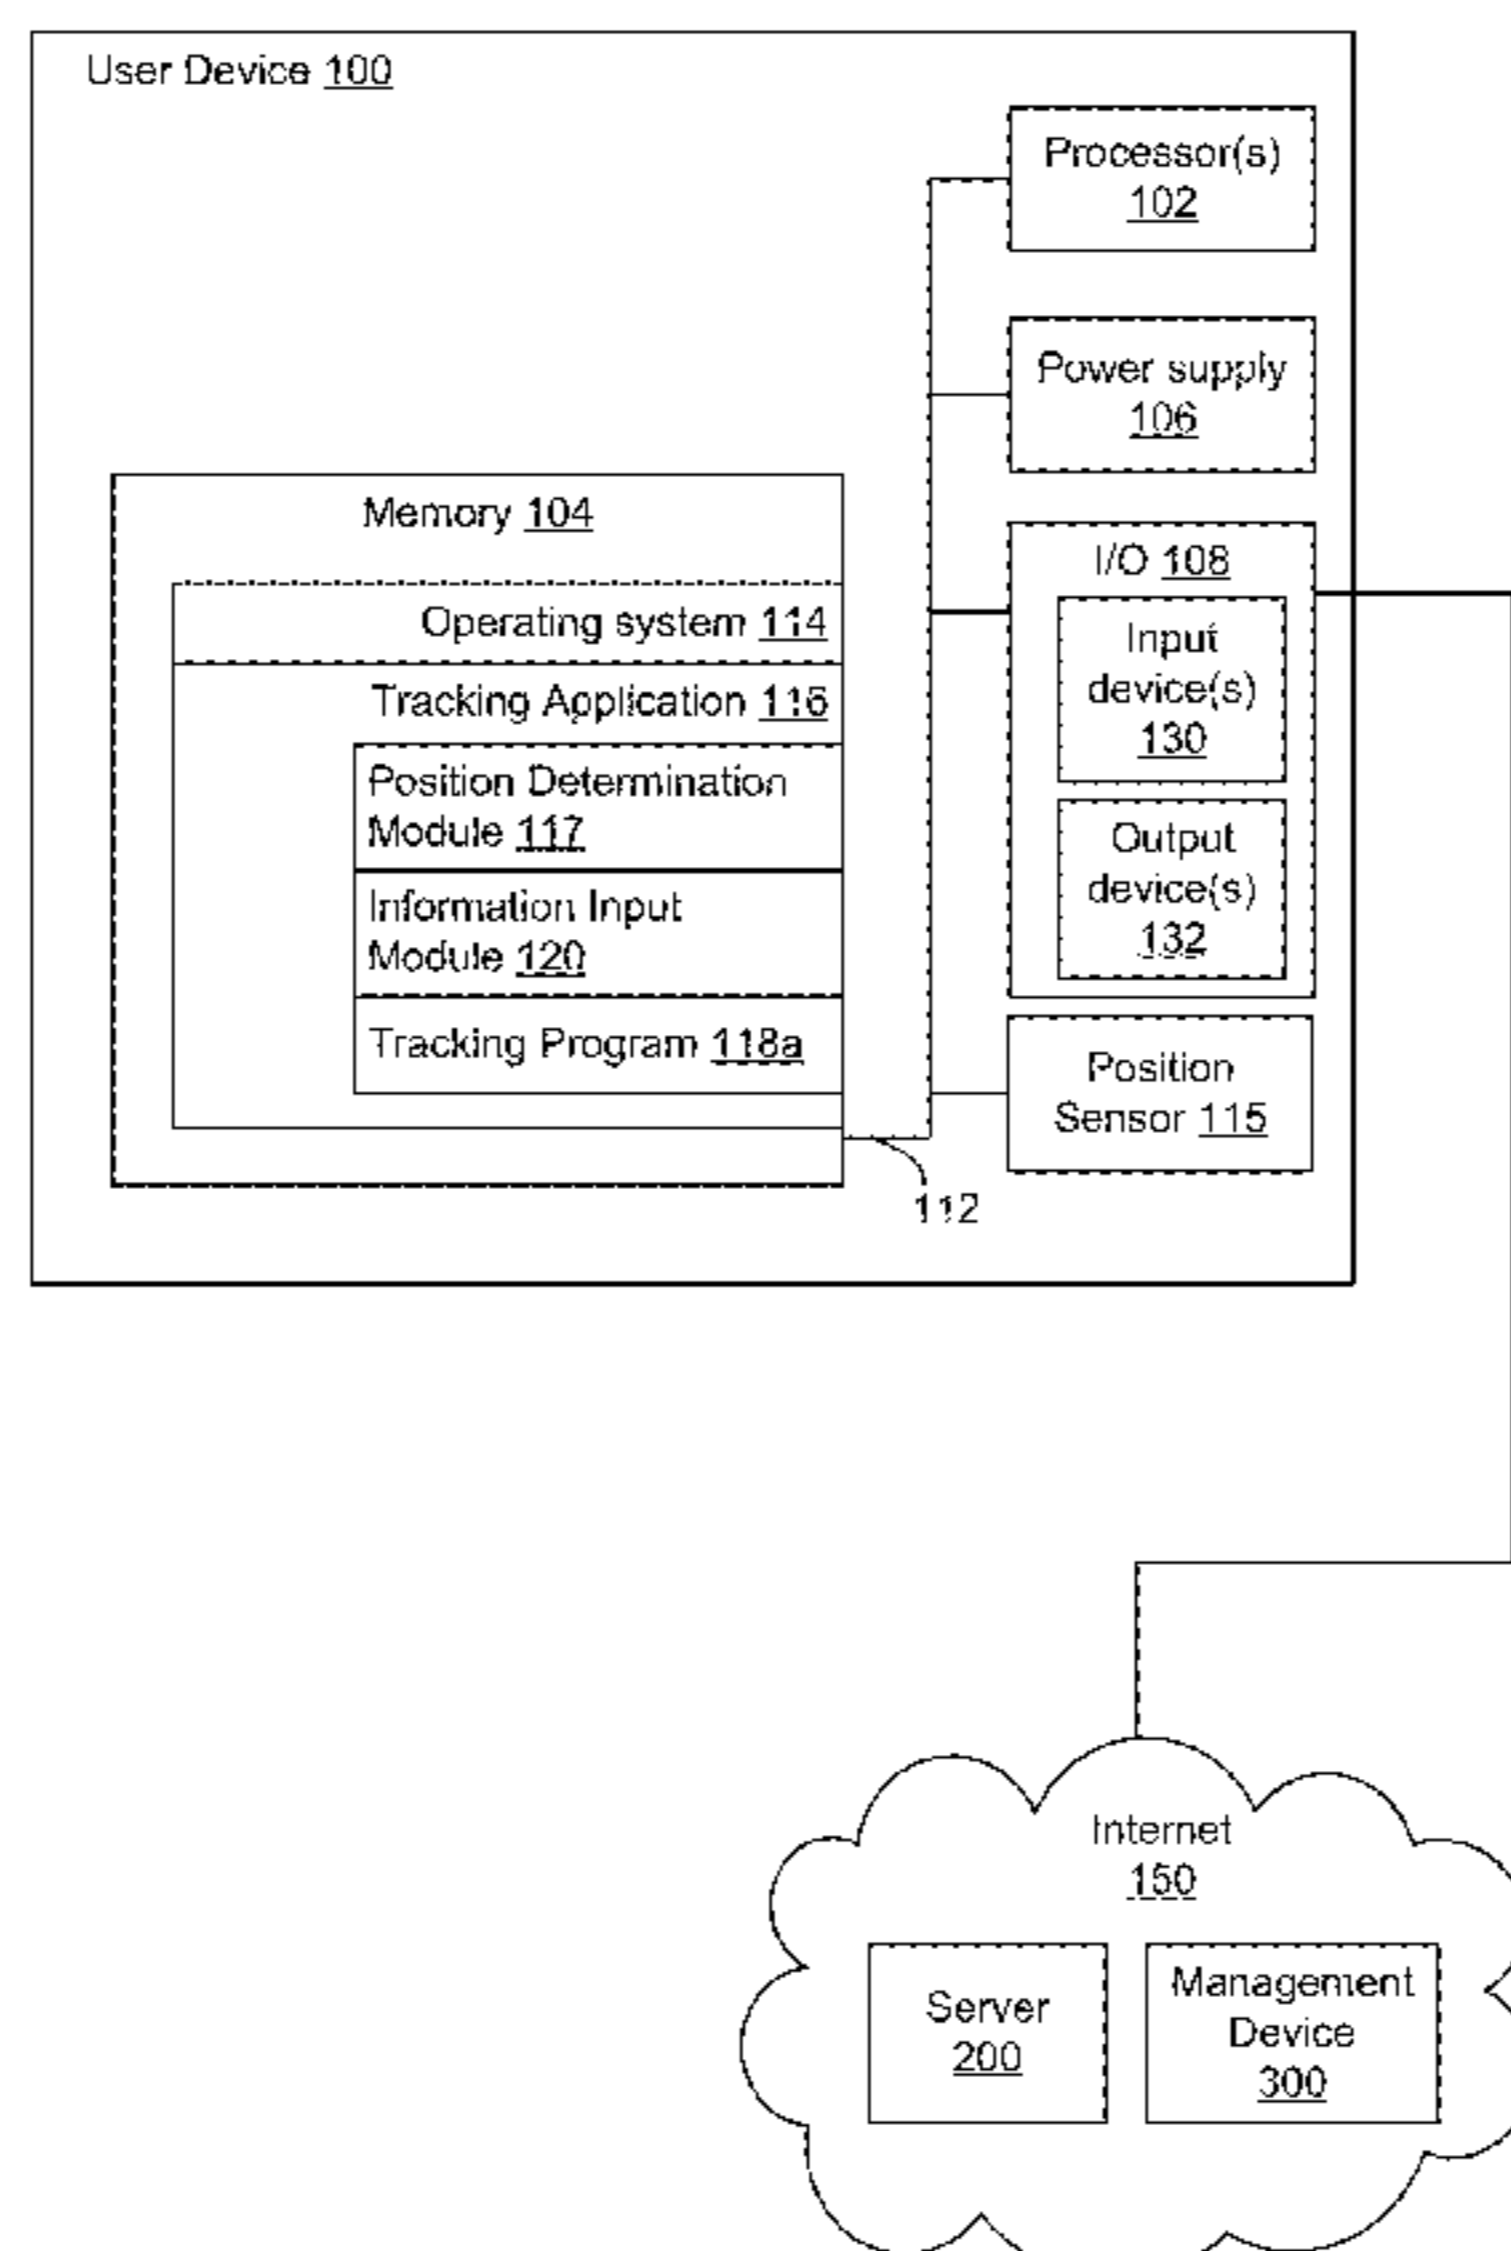 User Device 100
Processor(s)
102
Power supply
106
Memory 104
Operating system 114
Tracking Application 116
Position Determination
Module 117
Information Input
Module 120
Tracking Program 118a
I/O 108
Input
device(s)
130
Output
device(s)
132
Position
Sensor 115
112
Internet
150
Server
200
Management
Device
300